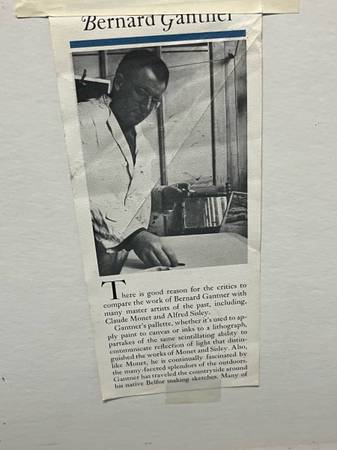 Bernard Gantner
There is good reason for the critics to
compare the work of Bernard Gantner with
many master artists of the past, including,
Claude Monet and Alfred Sisley.
Gantner's pallette, whether it's used to ap-
ply paint to canvas or inks to a lithograph,
partakes of the same scintillating ability to
communicate reflection of light that distin-
guished the works of Monet and Sisley. Also,
like Monet, he is continually fascinated by
the many-faceted splendors of the outdoors.
Gantner has traveled the countryside around
his native Belfor making sketches. Many of